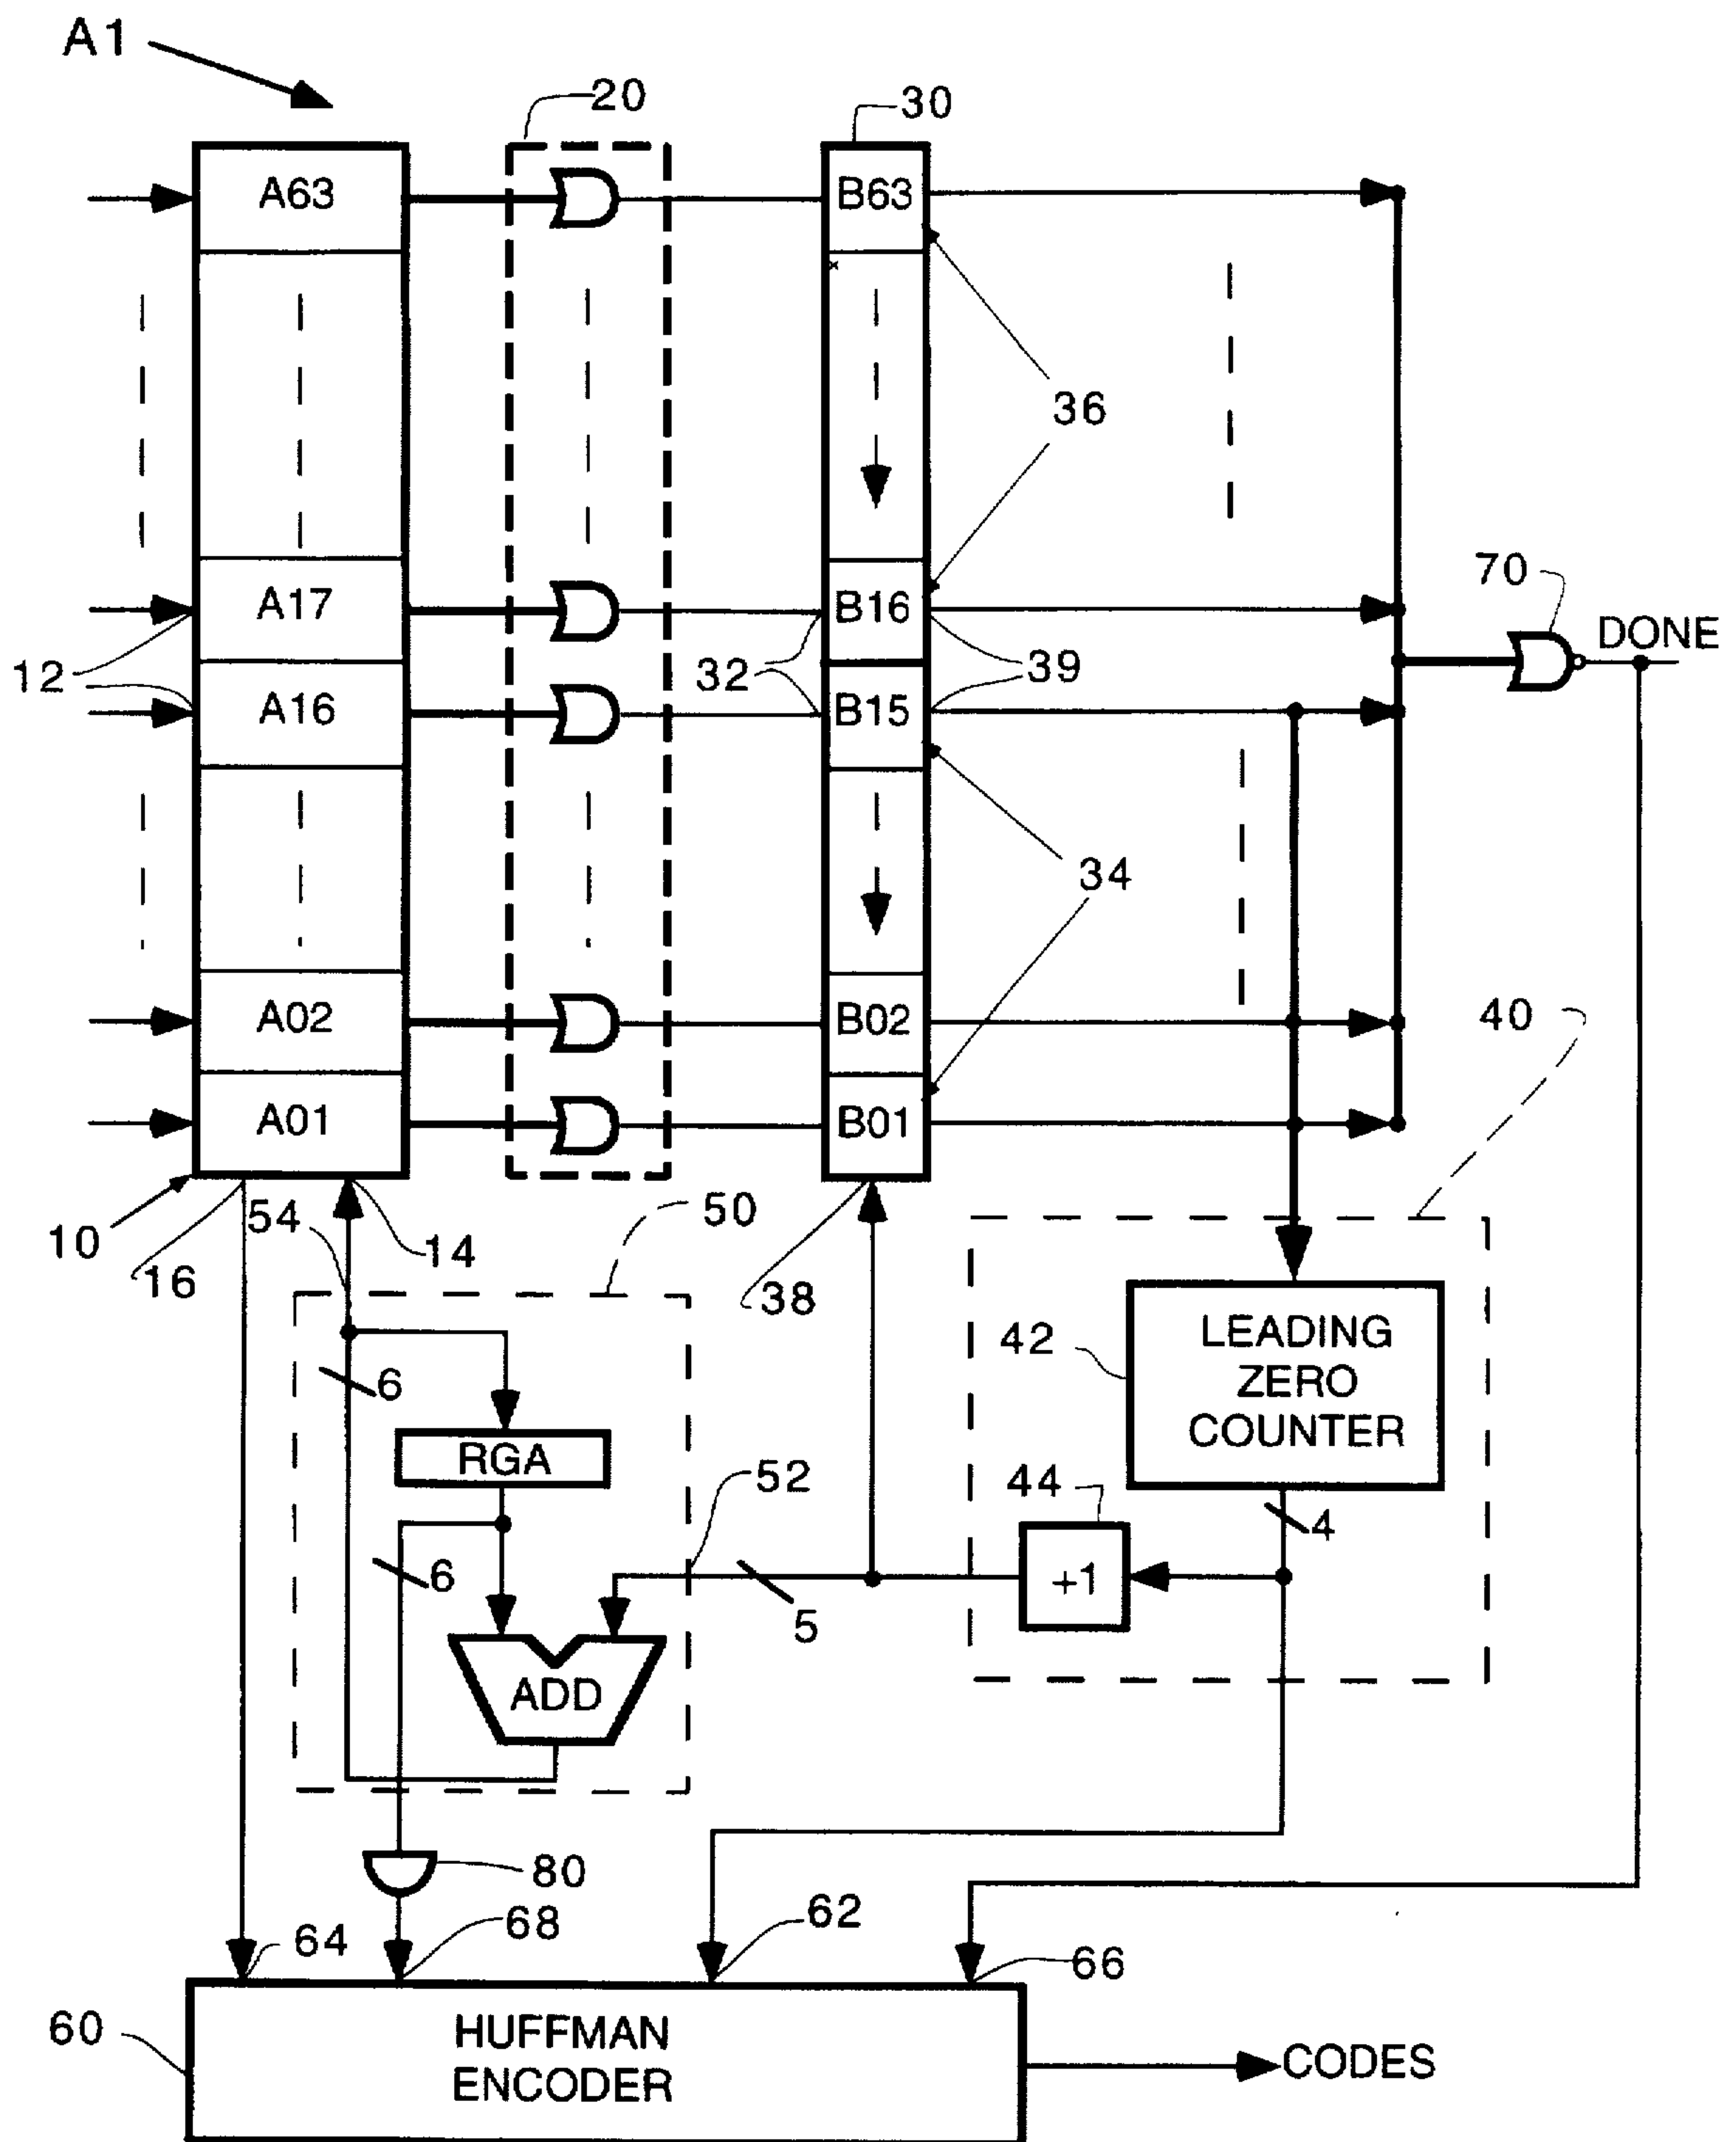 A1
20
30
A63
B63
36
A17
B16
70
DONE
12
32
39
A16
B15
34
A02
B02
40
A01
B01
10
16
54
14
50
38
42
LEADING
ZERO
COUNTER
6
RGA
52
44
4
6
+1
5
ADD
80
64
68
62
66
60
HUFFMAN
ENCODER
CODES